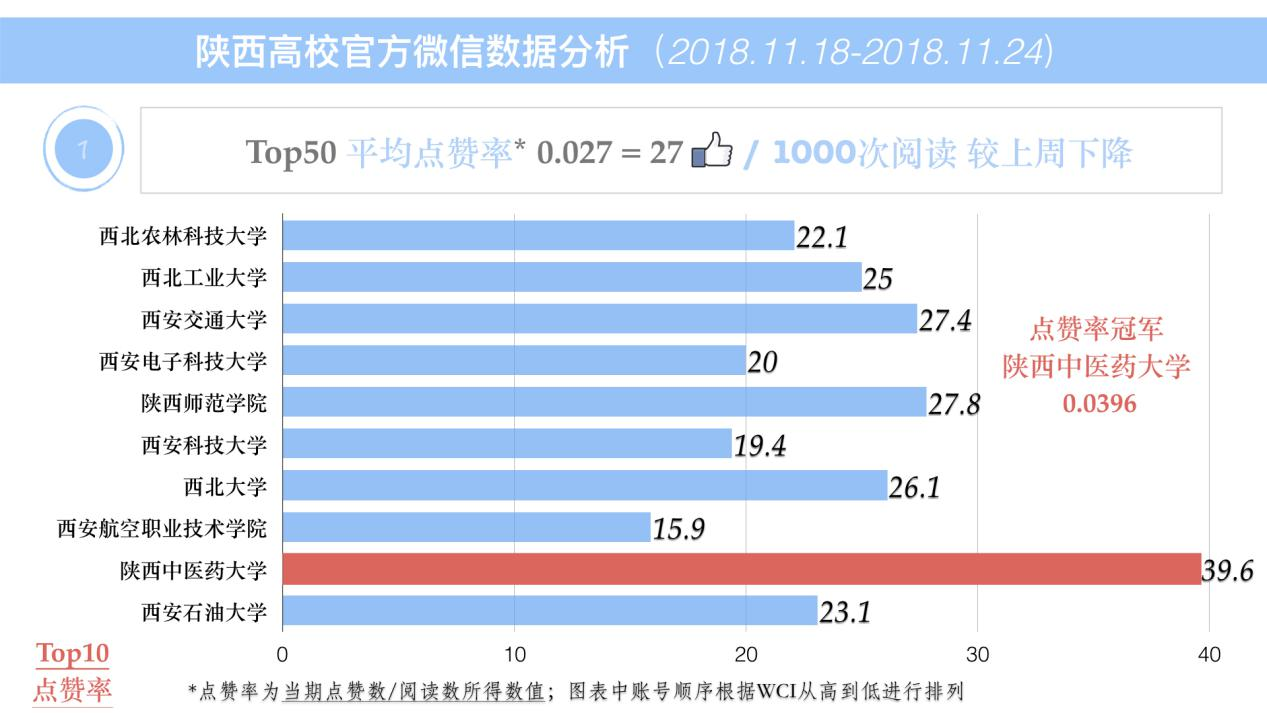 陕西高校官方微信数据分析（2018.11.18-2018.11.24）
1
Top50 平均点赞率* 0.027 = 27 / 1000次阅读 较上周下降
西北农林科技大学 22.1
西北工业大学 25
西安交通大学 27.4
西安电子科技大学 20
陕西师范学院 27.8
西安科技大学 19.4
西北大学 26.1
西安航空职业技术学院 15.9
陕西中医药大学 39.6
西安石油大学 23.1
点赞率冠军
陕西中医药大学
0.0396
0 10 20 30 40
Top10
点赞率
*点赞率为当期点赞数/阅读数所得数值；图表中账号顺序根据WCI从高到低进行排列